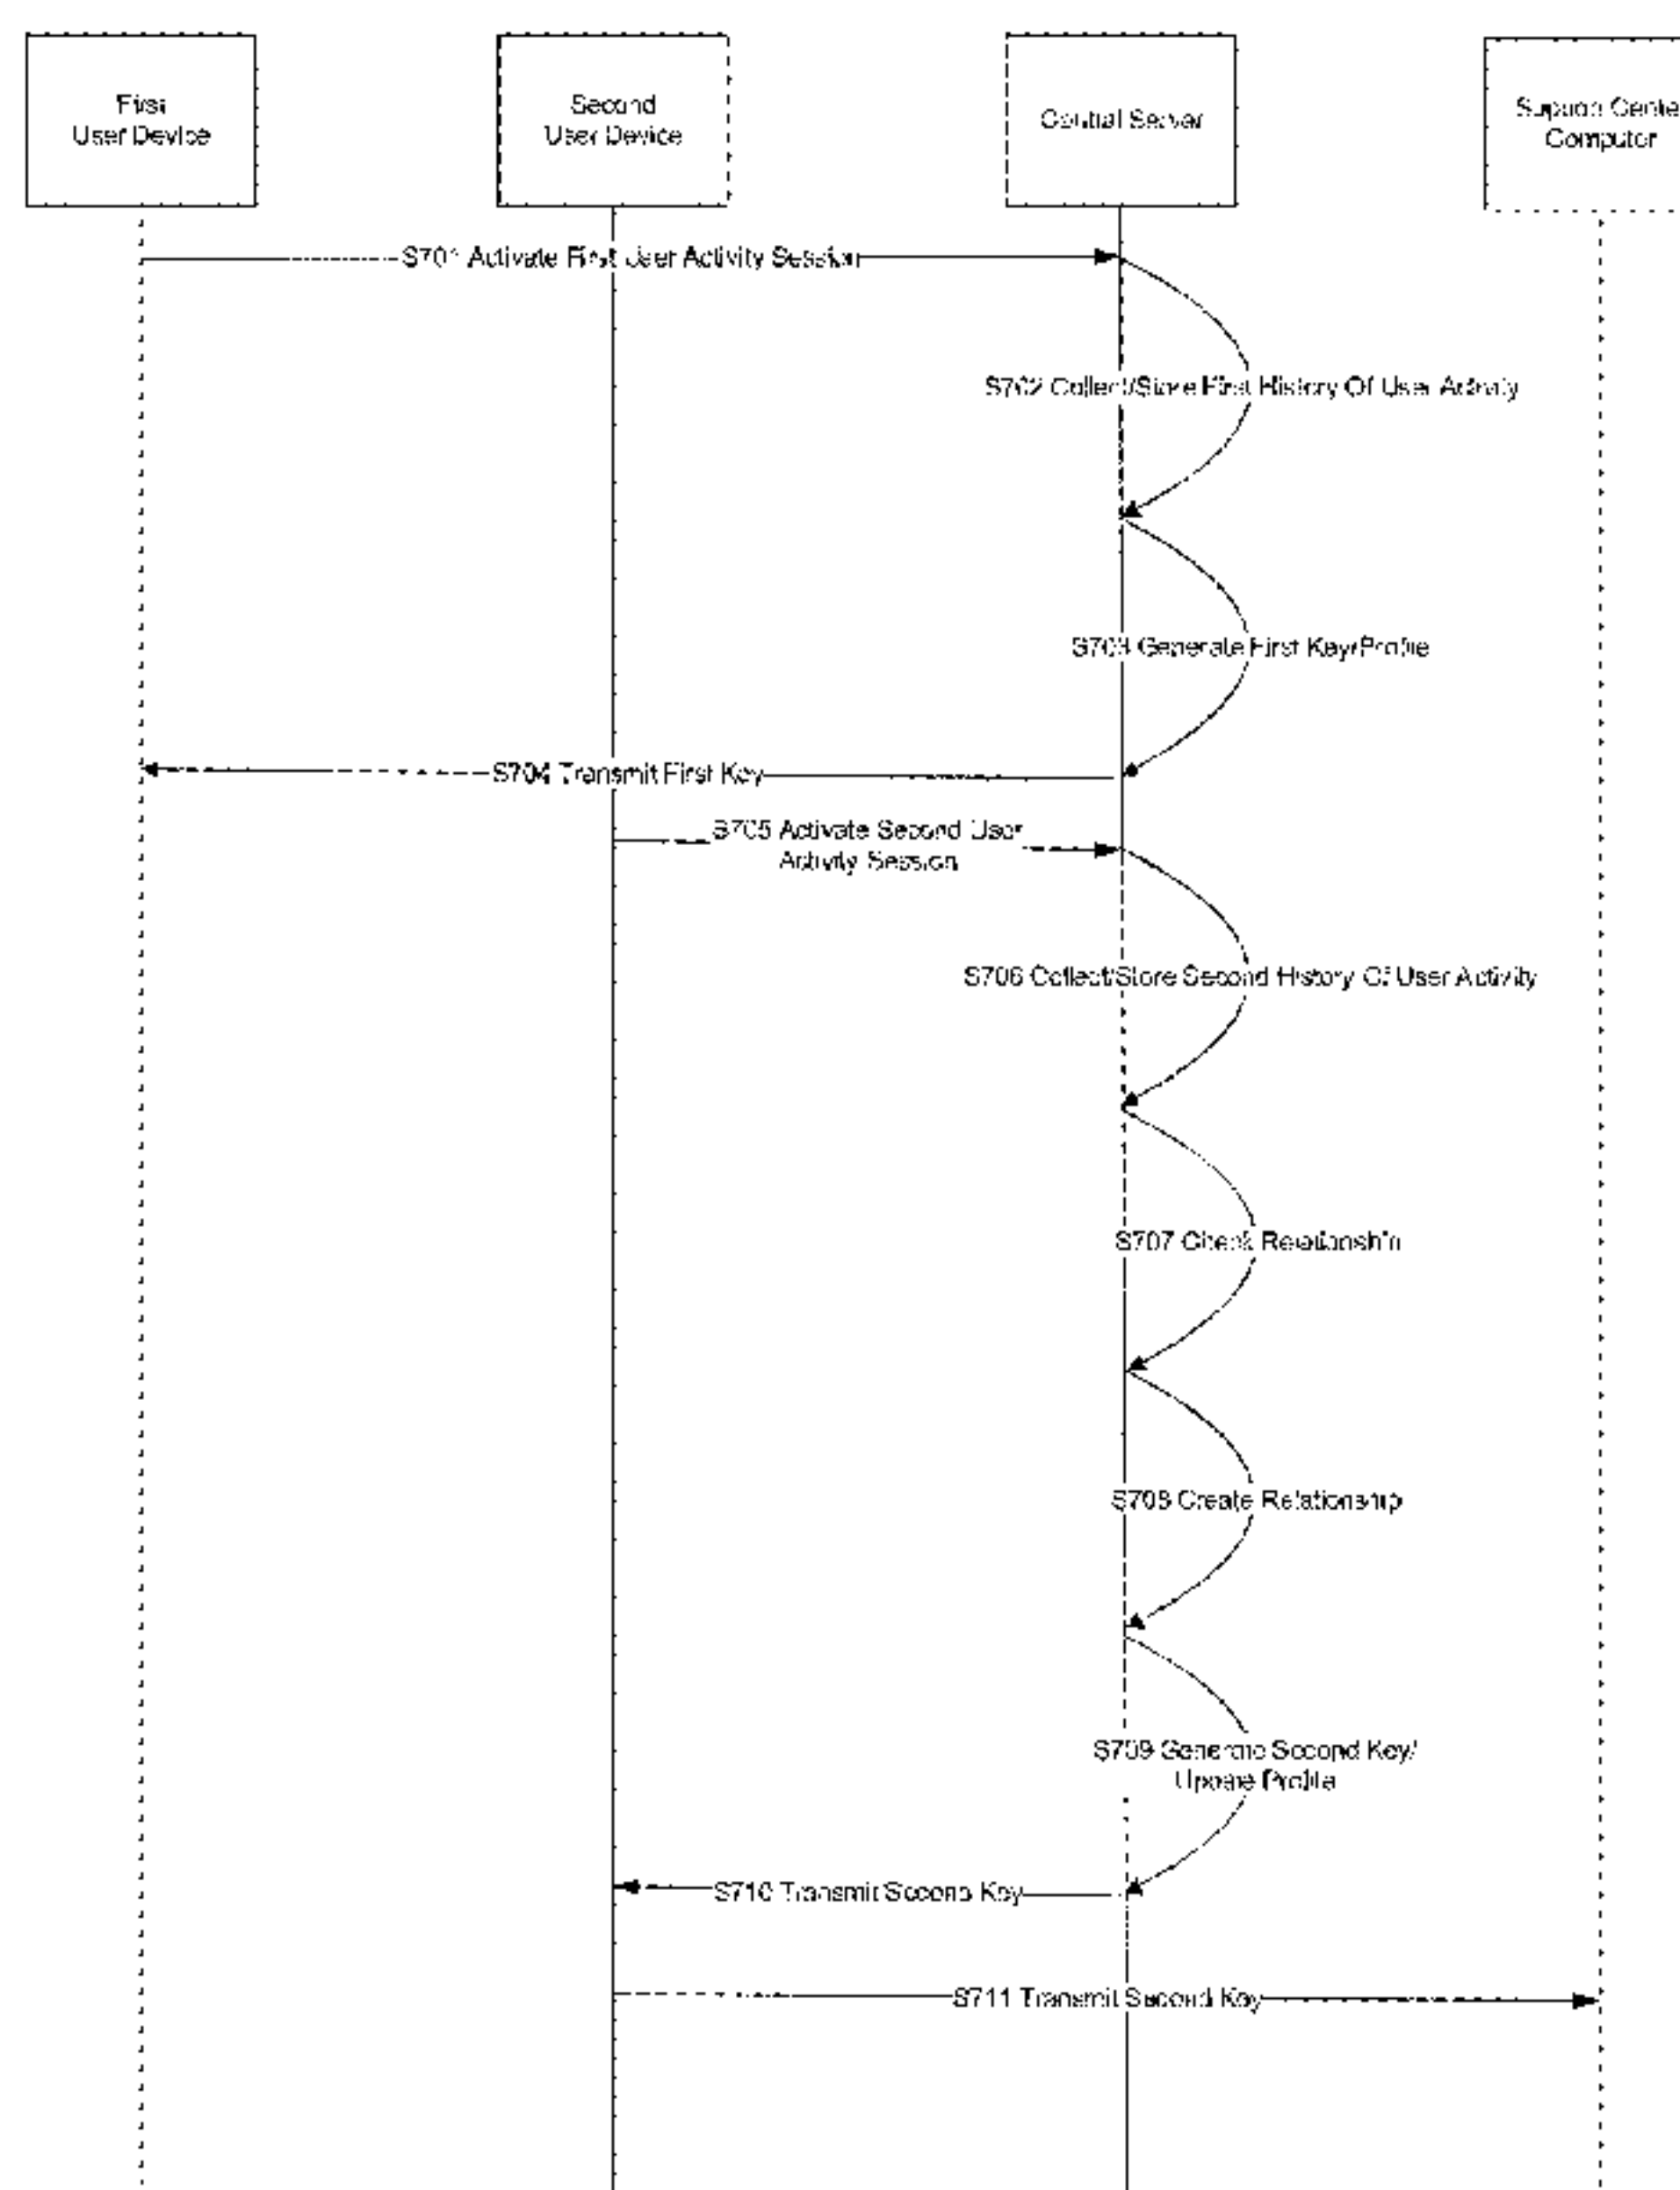 First
User Device
Second
User Device
Central Server
Support Cente
Computer
S701 Activate First User Activity Session
S702 Collect/Store First History Of User Activity
S703 Generate First Key/Profile
S704 Transmit First Key
S705 Activate Second User
Activity Session
S706 Collect/Store Second History Of User Activity
S707 Check Relationship
S708 Create Relationship
S709 Generate Second Key/
Update Profile
S710 Transmit Second Key
S711 Transmit Second Key